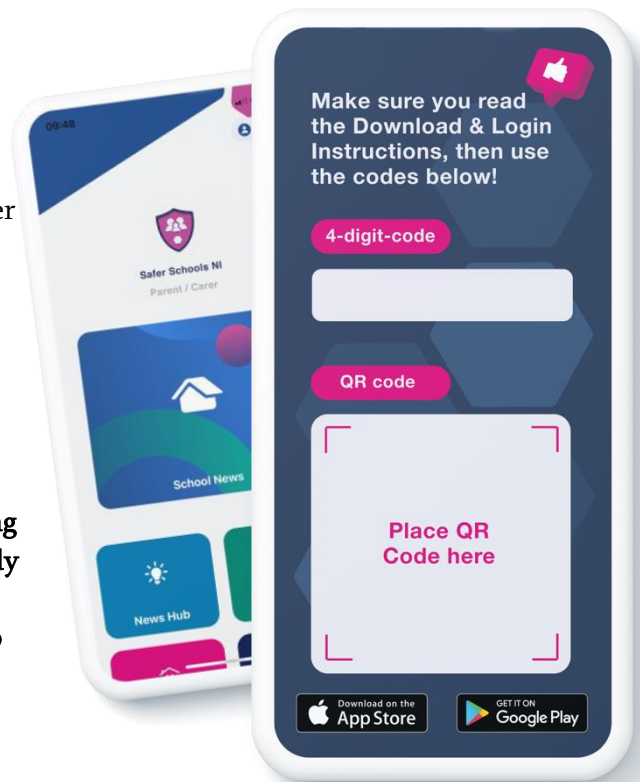 09:48
Safer Schools NI
Parent / Carer
School News
News Hub
Make sure you read
the Download & Login
Instructions, then use
the codes below!
4-digit-code
QR code
Place QR
Code here
Download on the
App Store
GET IT ON
Google Play